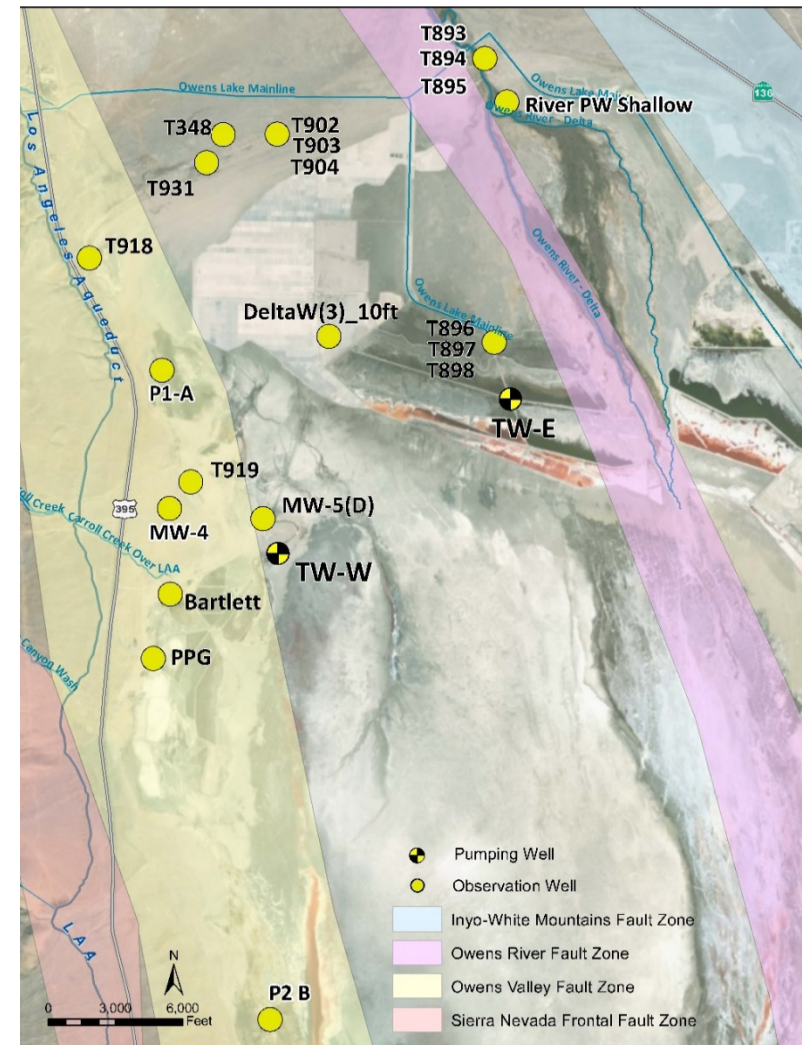 T893
T894
T895
Owens Lake Mainline
River PW Shallow
Owens River - Delta
136
Owens Lake Mainline
T348
T902
T903
T904
T931
Los Angeles Aqueduct
T918
Owens River - Delta
DeltaW(3)_10ft
Owens Lake Mainline
T896
T897
T898
P1-A
TW-E
T919
395
MW-4
MW-5(D)
Creek
Carroll Creek Over LAA
TW-W
Bartlett
PPG
Canyon Wash
LAA
Pumping Well
Observation Well
Inyo-White Mountains Fault Zone
Owens River Fault Zone
Owens Valley Fault Zone
Sierra Nevada Frontal Fault Zone
N
0 3,000 6,000
Feet
P2 B